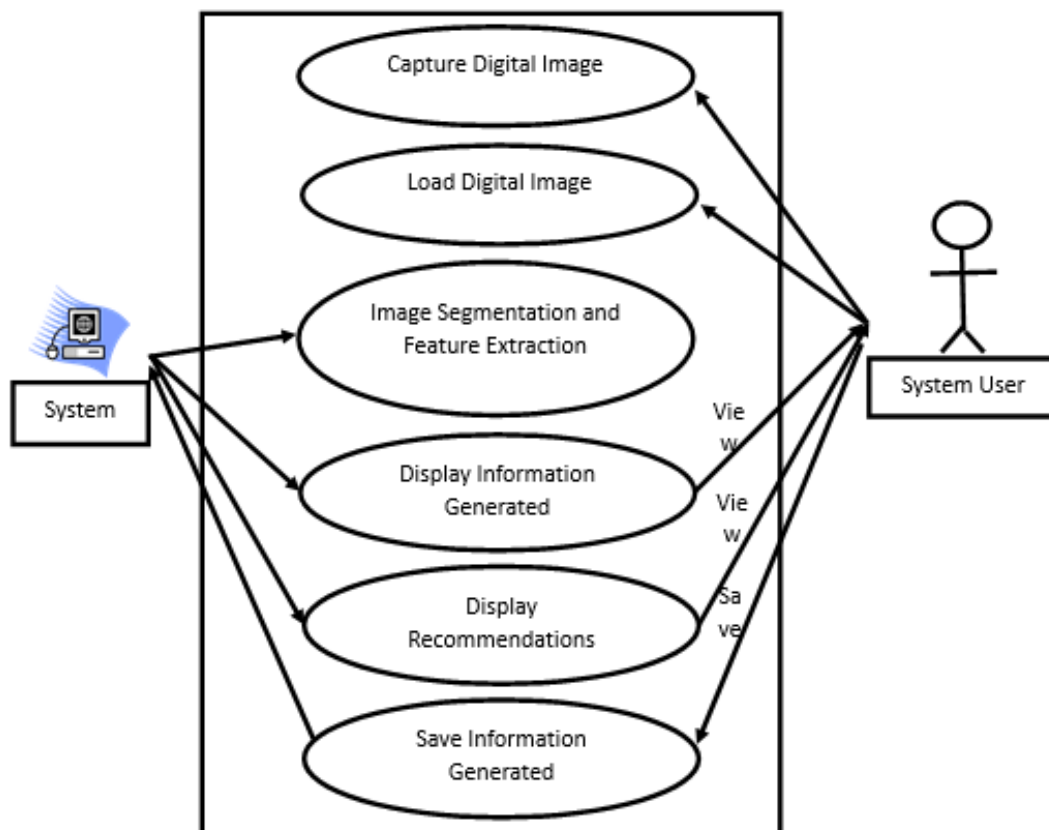 Capture Digital Image
Load Digital Image
Image Segmentation and
Feature Extraction
System
System User
Vie
w
Display Information
Generated
Vie
w
Display
Recommendations
Sa
ve
Save Information
Generated